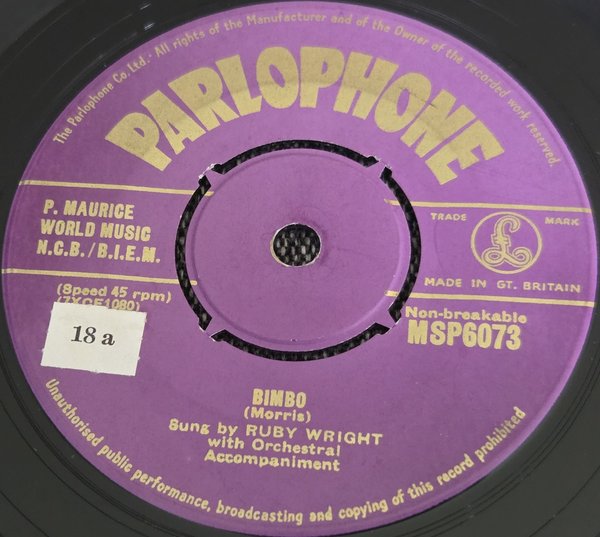 The Parlophone Co. Ltd. All rights of the Manufacturer and of the Owner of the recorded work reserved.
PARLOPHONE
P. MAURICE
WORLD MUSIC
N.C.B./B.I.E.M.
TRADE MARK
£
MADE IN GT. BRITAIN
(Speed 45 rpm)
(7XCE1080)
18 a
Non-breakable
MSP6073
BIMBO
(Morris)
Sung by RUBY WRIGHT
with Orchestral
Accompaniment
Unauthorised public performance, broadcasting and copying of this record prohibited